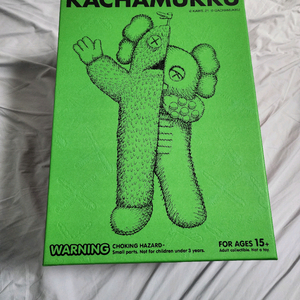 KACHAMUKKU
WARNING
CHOKING HAZARD-
Small parts. Not for children under 3 years.
FOR AGES 15+
Adult collectible. Not a toy.